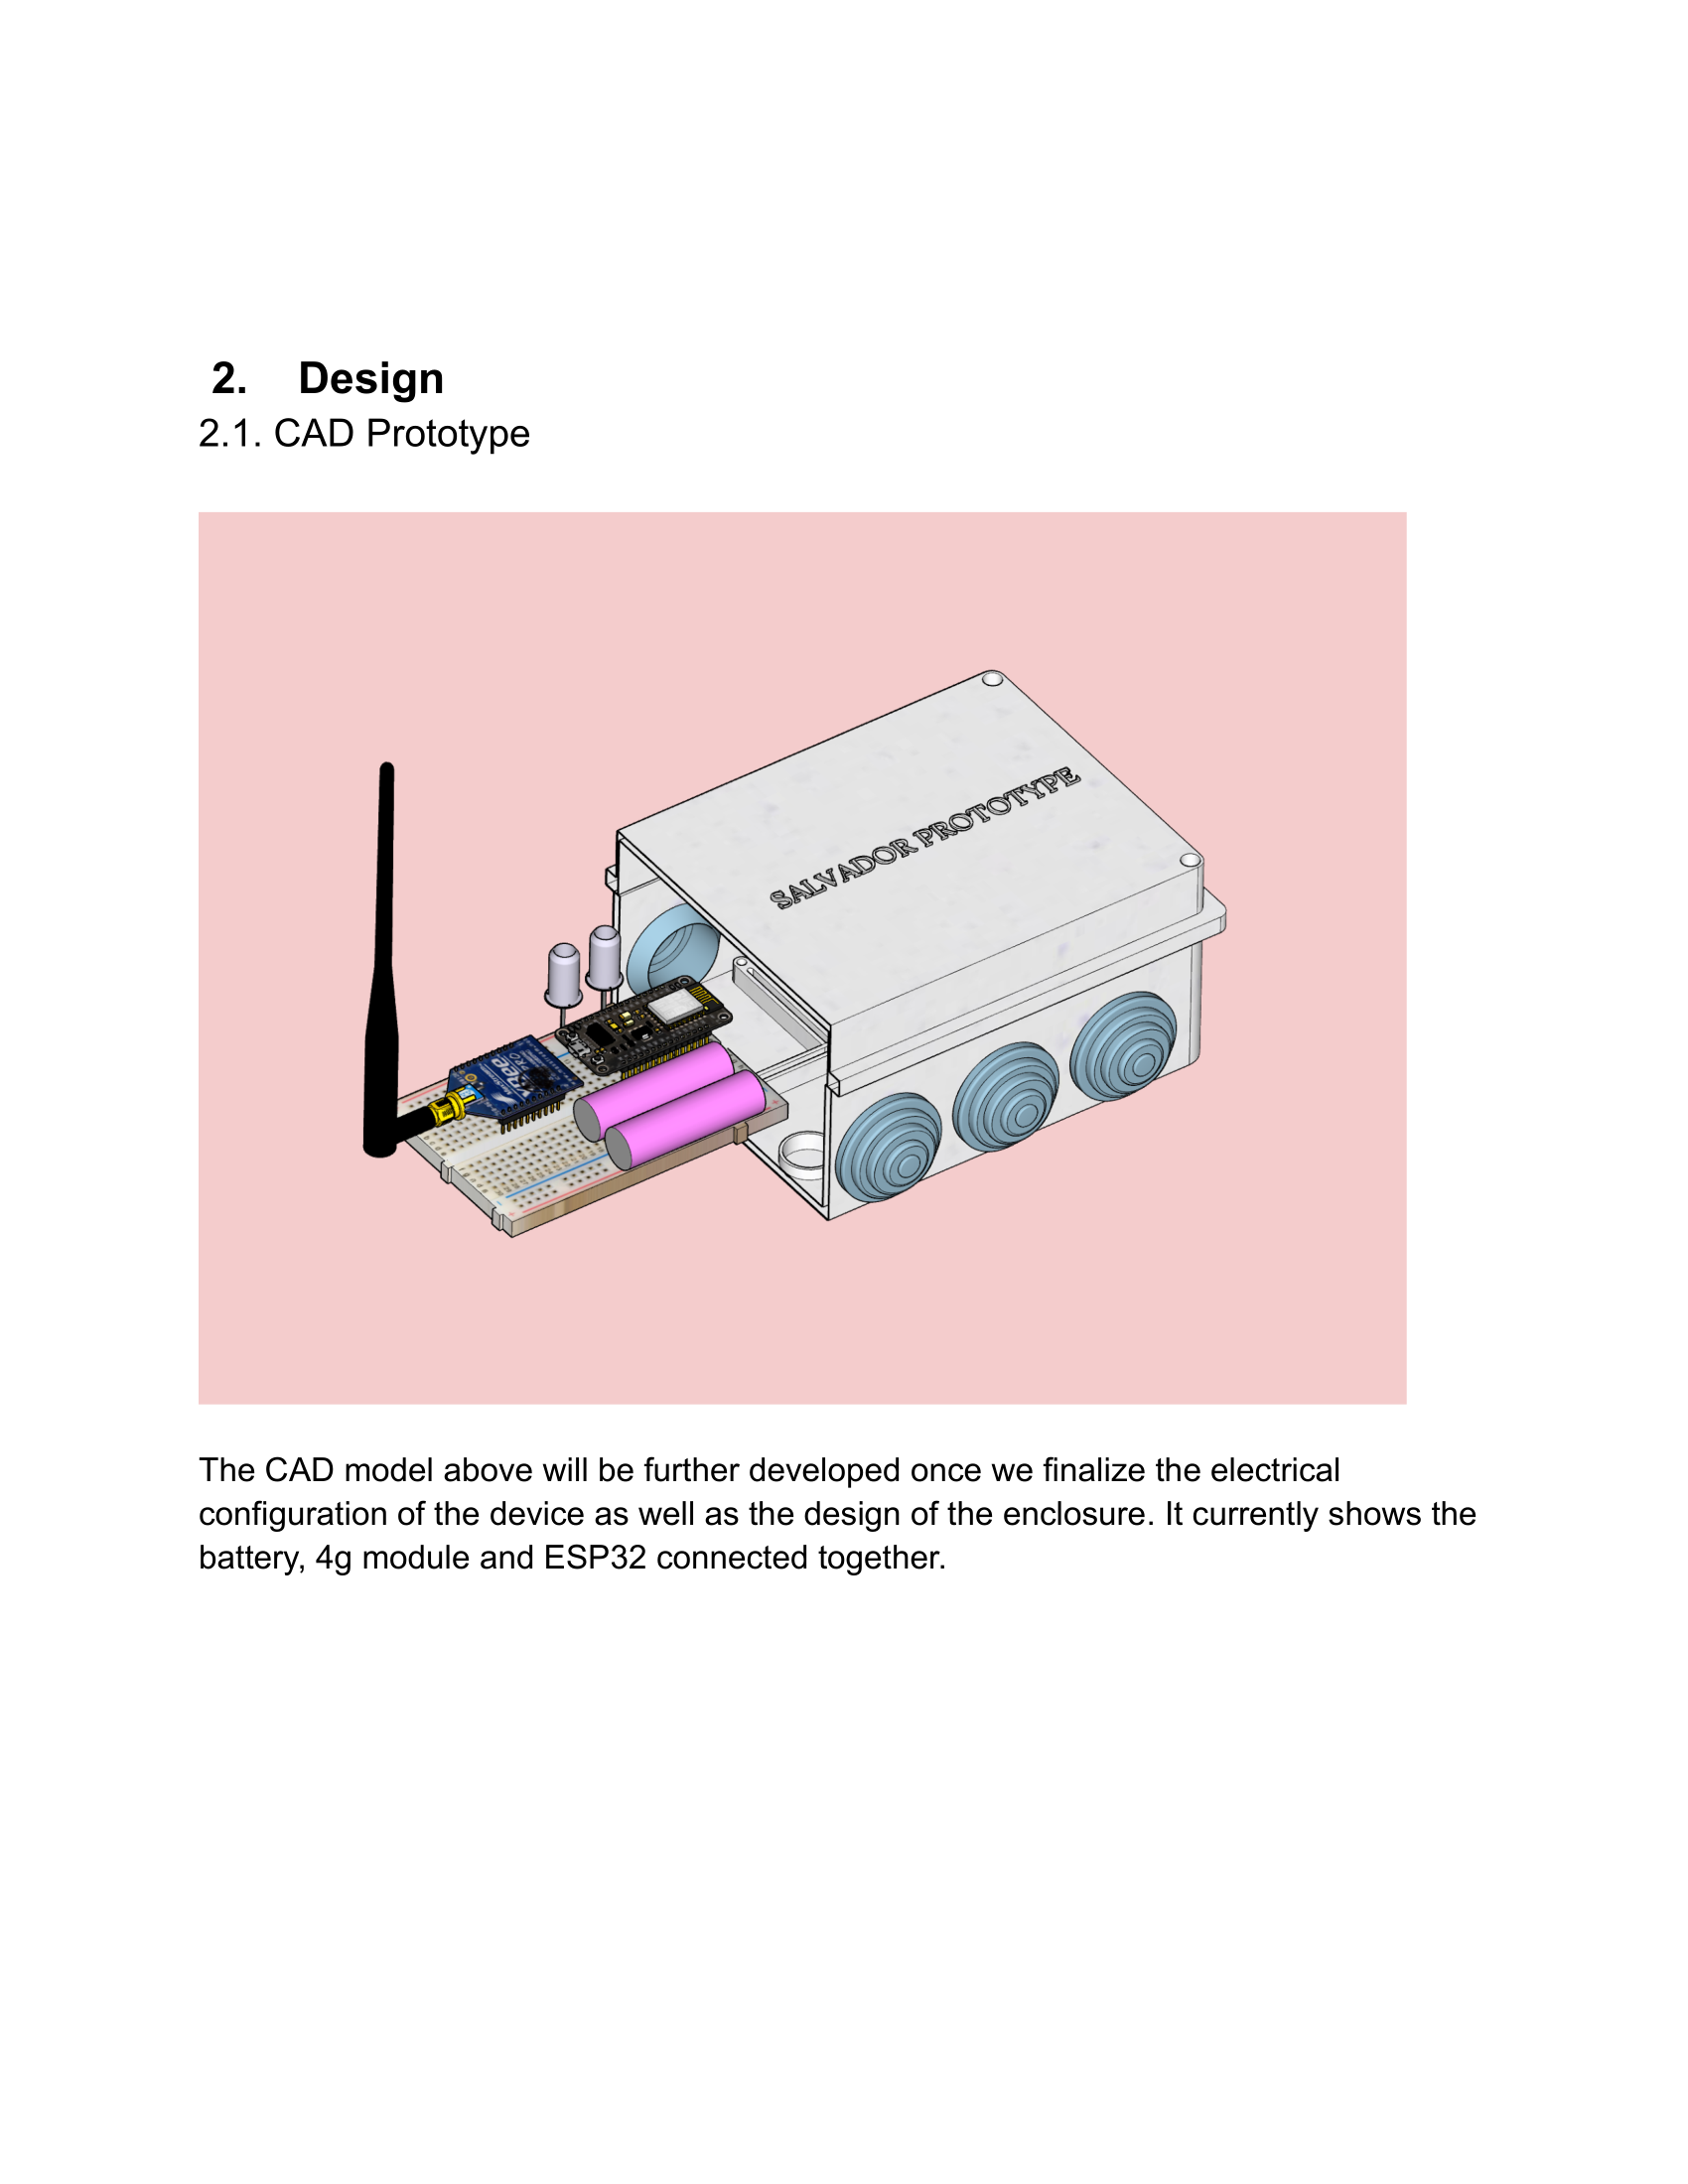 2. Design
2.1. CAD Prototype
SALVADOR PROTOTYPE
XBee
PRO
The CAD model above will be further developed once we finalize the electrical
configuration of the device as well as the design of the enclosure. It currently shows the
battery, 4g module and ESP32 connected together.